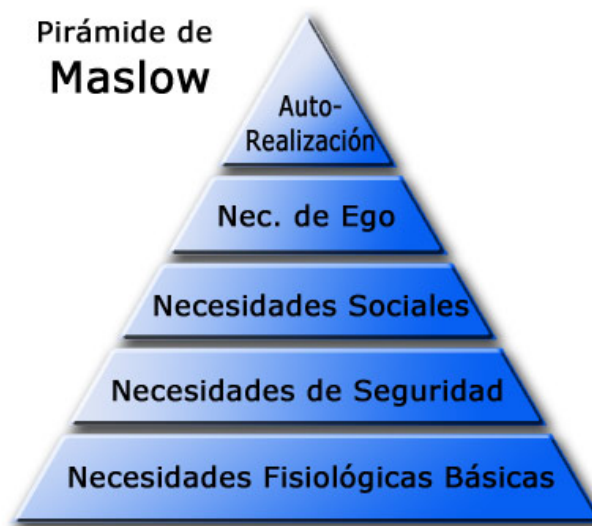 Pirámide de
Maslow
Auto-
Realización
Nec. de Ego
Necesidades Sociales
Necesidades de Seguridad
Necesidades Fisiológicas Básicas